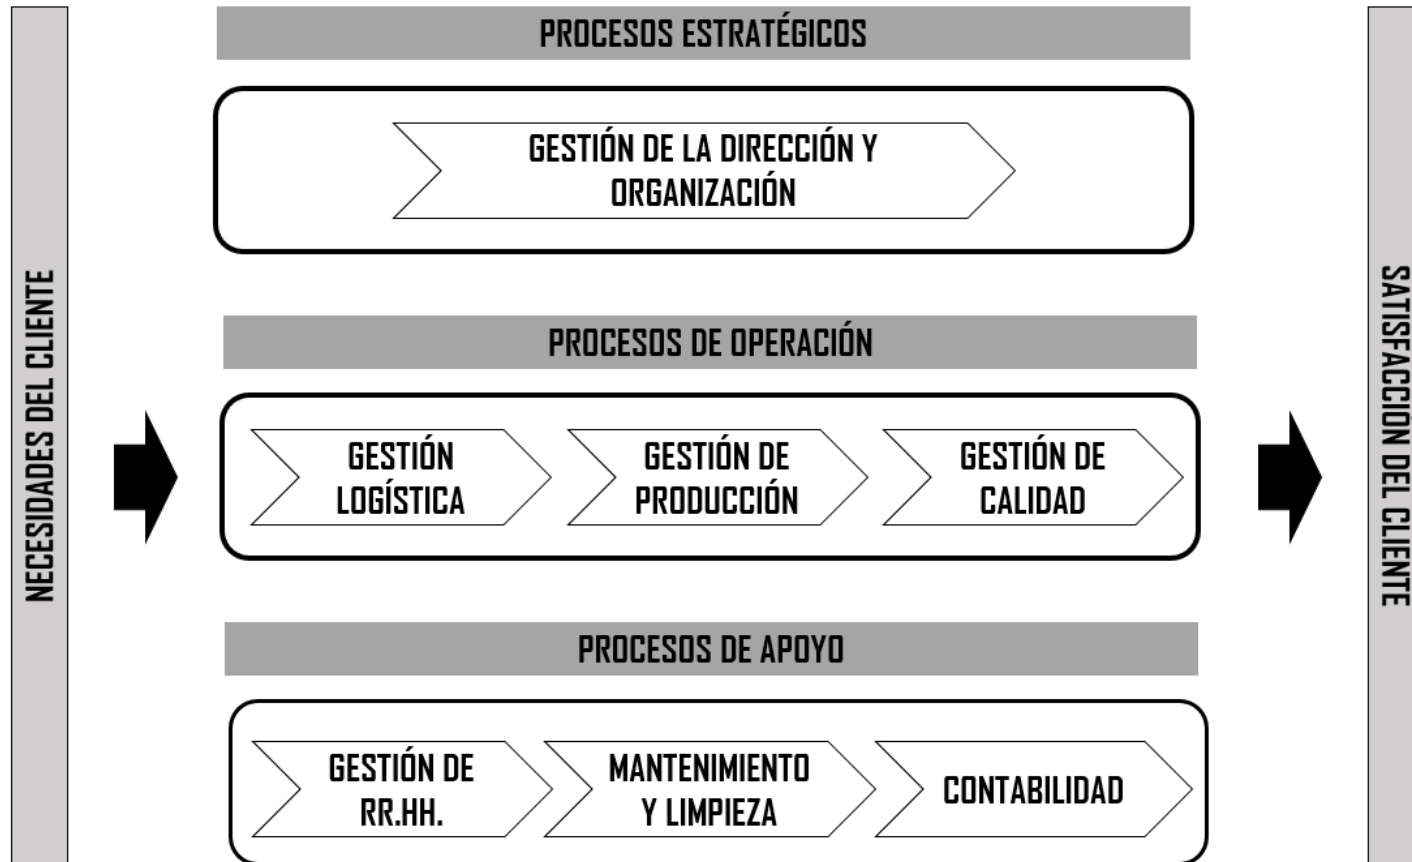 NECESIDADES DEL CLIENTE
PROCESOS ESTRATÉGICOS
GESTIÓN DE LA DIRECCIÓN Y
ORGANIZACIÓN
PROCESOS DE OPERACIÓN
GESTIÓN
LOGÍSTICA
GESTIÓN DE
PRODUCCIÓN
GESTIÓN DE
CALIDAD
PROCESOS DE APOYO
GESTIÓN DE
RR.HH.
MANTENIMIENTO
Y LIMPIEZA
CONTABILIDAD
SATISFACCION DEL CLIENTE